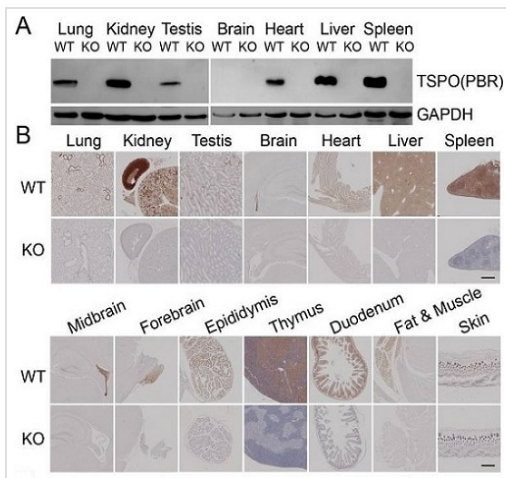 A
Lung Kidney Testis Brain Heart Liver Spleen
WT KO WT KO WT KO WT KO WT KO WT KO WT KO
TSPO(PBR)
GAPDH
B
Lung Kidney Testis Brain Heart Liver Spleen
WT
KO
Midbrain Forebrain Epididymis Thymus Duodenum Fat & Muscle Skin
WT
KO